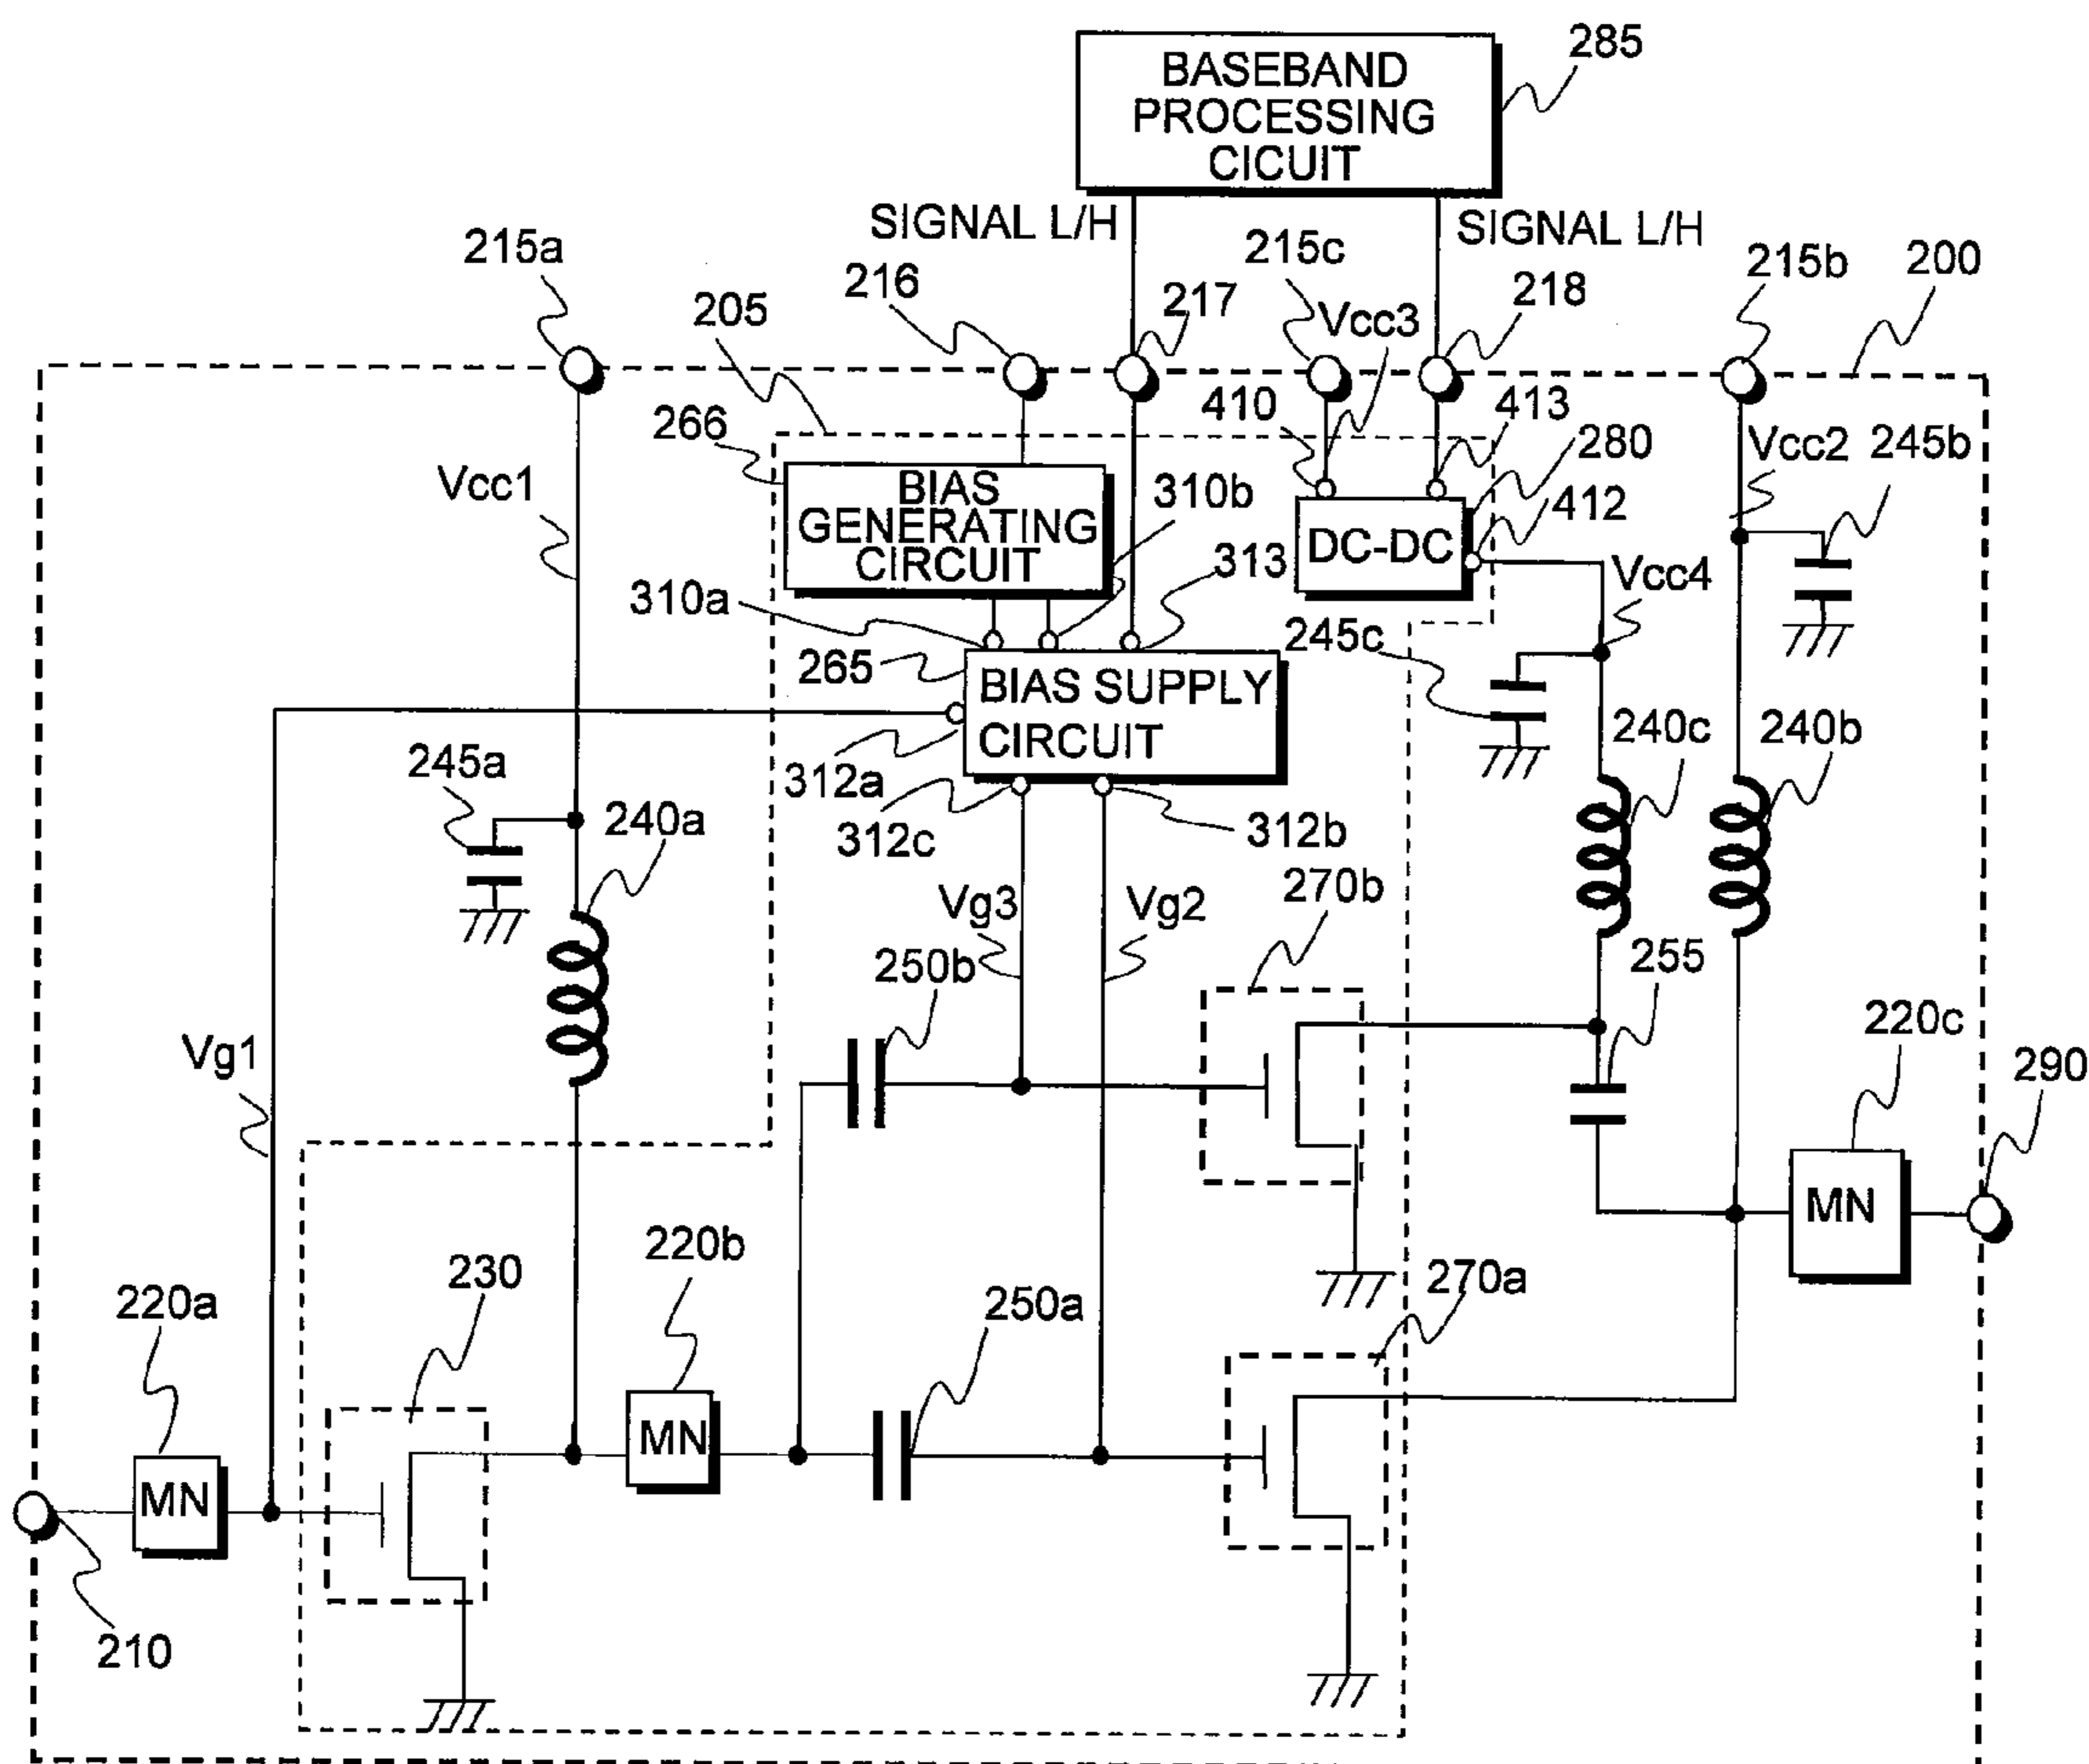 285
BASEBAND
PROCESSING
CICUIT
SIGNAL L/H
SIGNAL L/H
215a
216
205
217
215c
Vcc3
218
215b
200
410
413
266
280
412
Vcc2
245b
Vcc1
BIAS
GENERATING
CIRCUIT
310b
DC-DC
313
Vcc4
310a
265
245c
BIAS SUPPLY
CIRCUIT
240c
240b
245a
312a
312c
312b
240a
270b
Vg3
Vg2
250b
255
220c
Vg1
290
MN
220b
230
270a
220a
250a
MN
MN
210